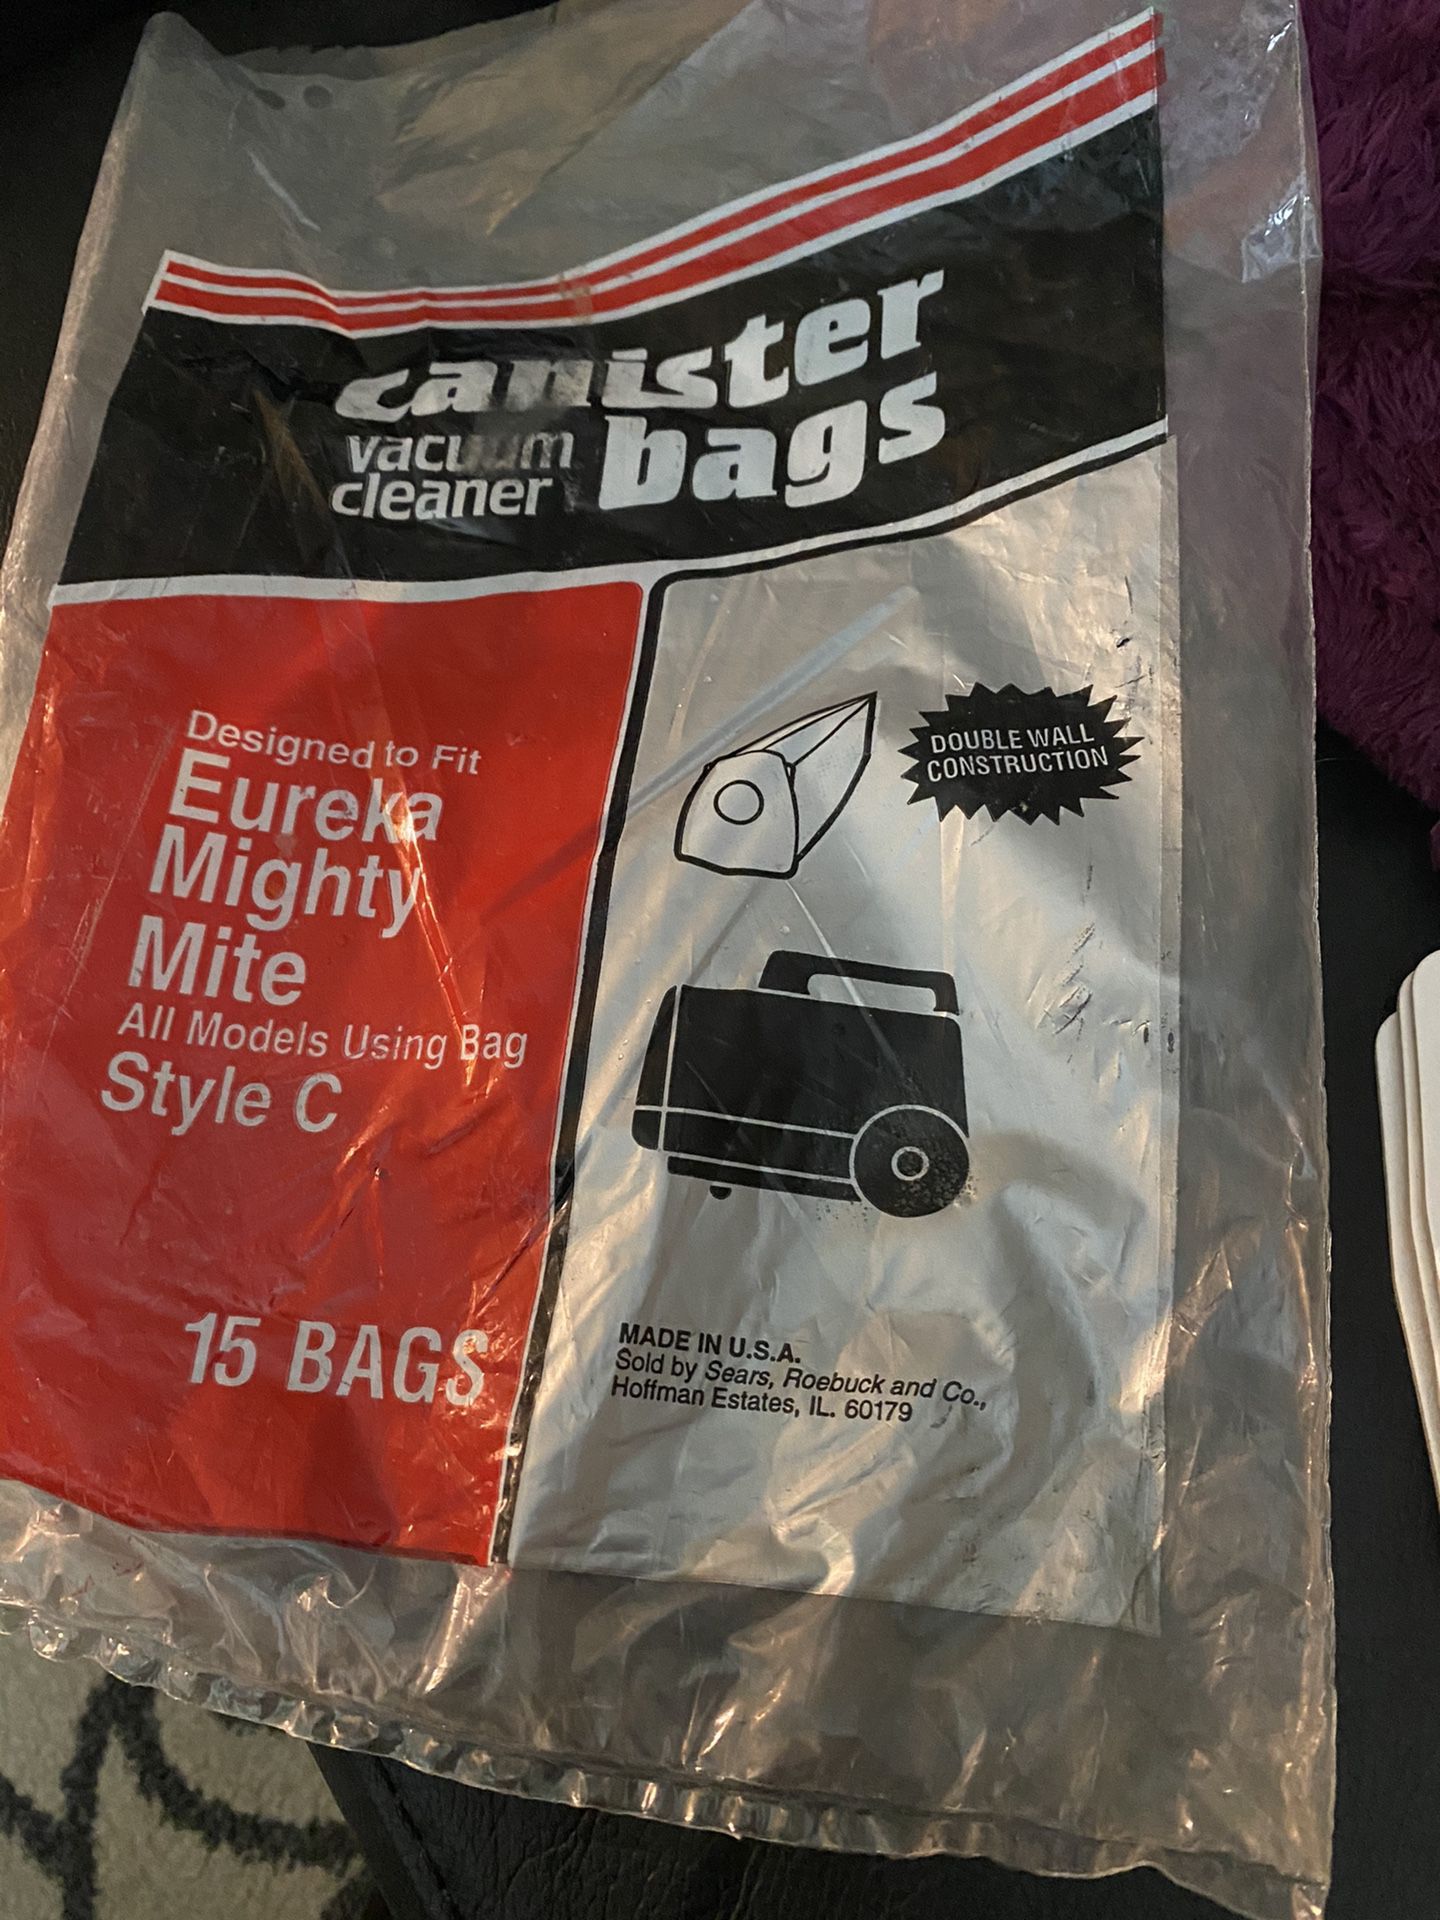 canister
vacuum
cleaner
bags
Designed to Fit
Eureka
Mighty
Mite
All Models Using Bag
Style C
15 BAGS
DOUBLE WALL
CONSTRUCTION
MADE IN U.S.A.
Sold by Sears, Roebuck and Co.,
Hoffman Estates, IL. 60179